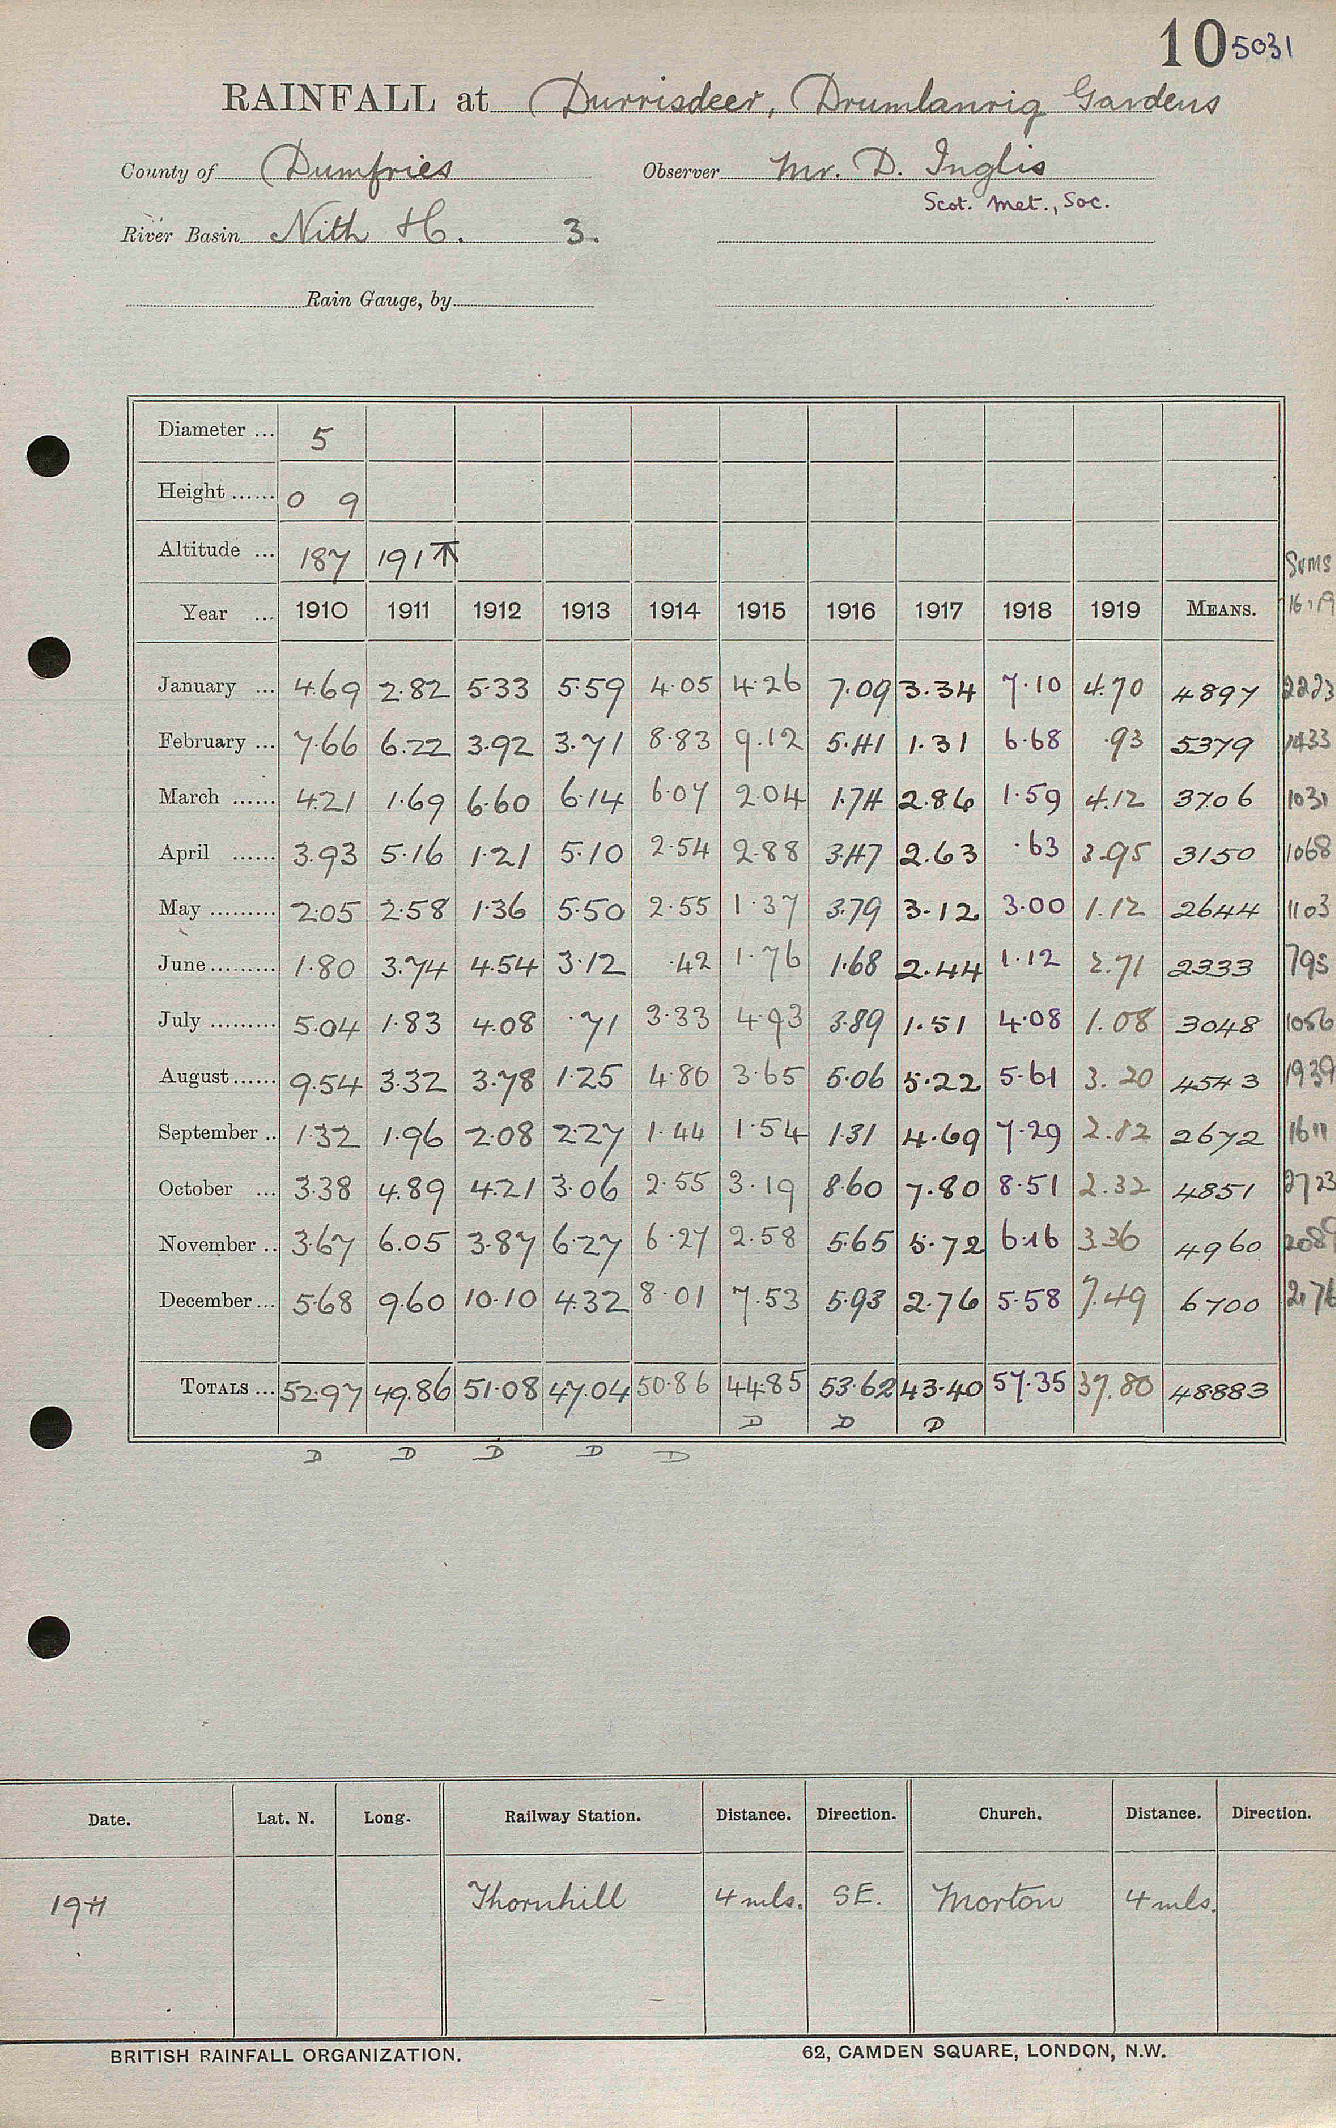 10 5031
RAINFALL at Durrisdeer, Drumlanrig Gardens
County of Dumfries Observer Mr. D. Inglis
Scot. Met., Soc.
River Basin Nith H. 3.
Rain Gauge, by
Diameter ... 5
Height ...... 0 9
Altitude ... 187 191 Sums
Year ... 1910 1911 1912 1913 1914 1915 1916 1917 1918 1919 MEANS. 16-19
January ... 4.69 2.82 5.33 5.59 4.05 4.26 7.09 3.34 7.10 4.70 4897 2223
February ... 7.66 6.22 3.92 3.71 8.83 9.12 5.41 1.31 6.68 .93 5379 1433
March ...... 4.21 1.69 6.60 6.14 6.07 2.04 1.74 2.86 1.59 4.12 3706 1031
April ...... 3.93 5.16 1.21 5.10 2.54 2.88 3.47 2.63 .63 3.95 3150 1068
May ......... 2.05 2.58 1.36 5.50 2.55 1.37 3.79 3.12 3.00 1.12 2644 1103
June ......... 1.80 3.74 4.54 3.12 .42 1.76 1.68 2.44 1.12 2.71 2333 795
July ......... 5.04 1.83 4.08 .71 3.33 4.93 3.89 1.51 4.08 1.08 3048 1056
August ...... 9.54 3.32 3.78 1.25 4.80 3.65 5.06 5.22 5.61 3.20 4543 1939
September .. 1.32 1.96 2.08 2.27 1.44 1.54 1.31 4.69 7.29 2.82 2672 1611
October ... 3.38 4.89 4.21 3.06 2.55 3.19 8.60 7.80 8.51 2.32 4851 2723
November .. 3.67 6.05 3.87 6.27 6.27 2.58 5.65 5.72 6.16 3.36 4960 2089
December ... 5.68 9.60 10.10 4.32 8.01 7.53 5.93 2.76 5.58 7.49 6700 2176
TOTALS ... 52.97 49.86 51.08 47.04 50.86 44.85 53.62 43.40 57.35 37.80 48883
D D D
D D D D D
Date. Lat. N. Long. Railway Station. Distance. Direction. Church. Distance. Direction.
1911 Thornhill 4 mls. SE. Morton 4 mls.
BRITISH RAINFALL ORGANIZATION. 62, CAMDEN SQUARE, LONDON, N.W.